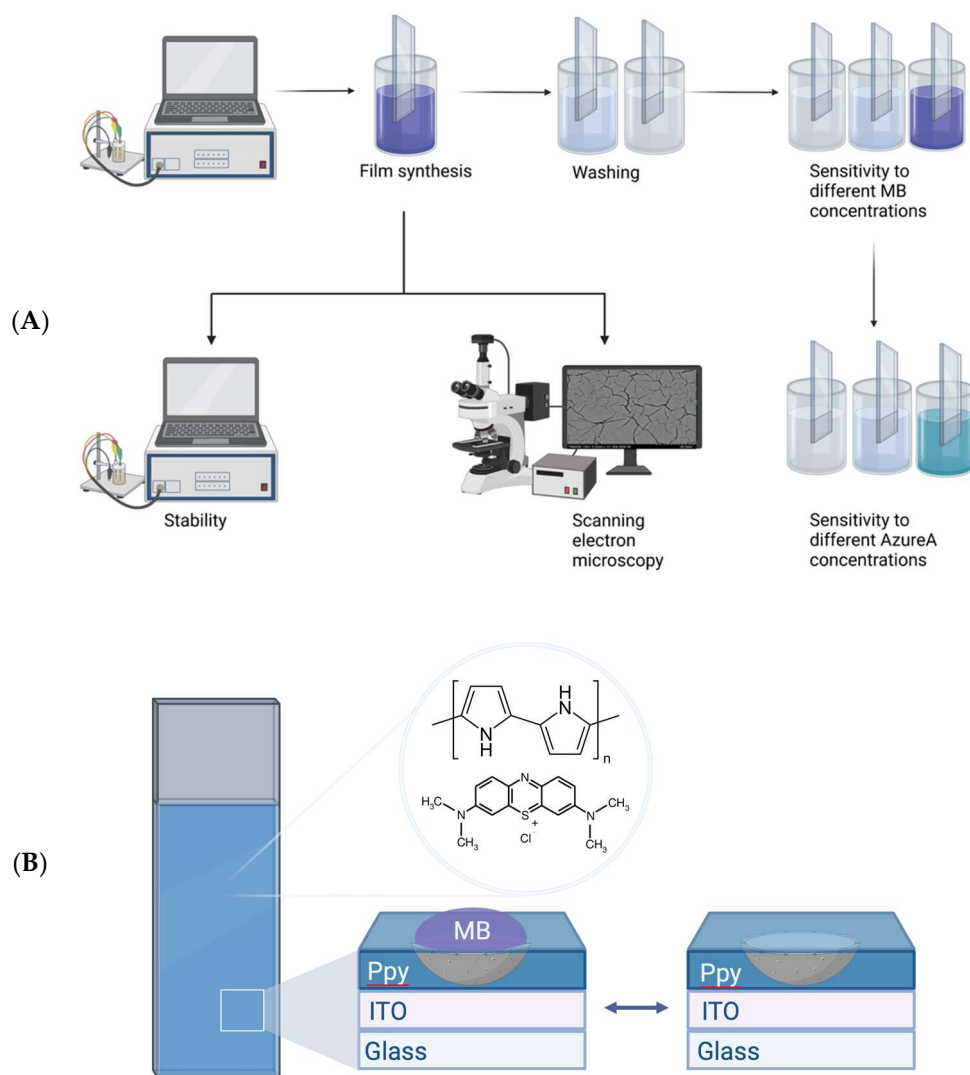 Film synthesis
Washing
Sensitivity to
different MB
concentrations
(A)
Stability
Scanning
electron
microscopy
Sensitivity to
different AzureA
concentrations
H
N
N
H
n
N
H₃C
N
S
N
CH₃
+
CH₃
Cl⁻
CH₃
(B)
MB
Ppy
Ppy
ITO
ITO
Glass
Glass